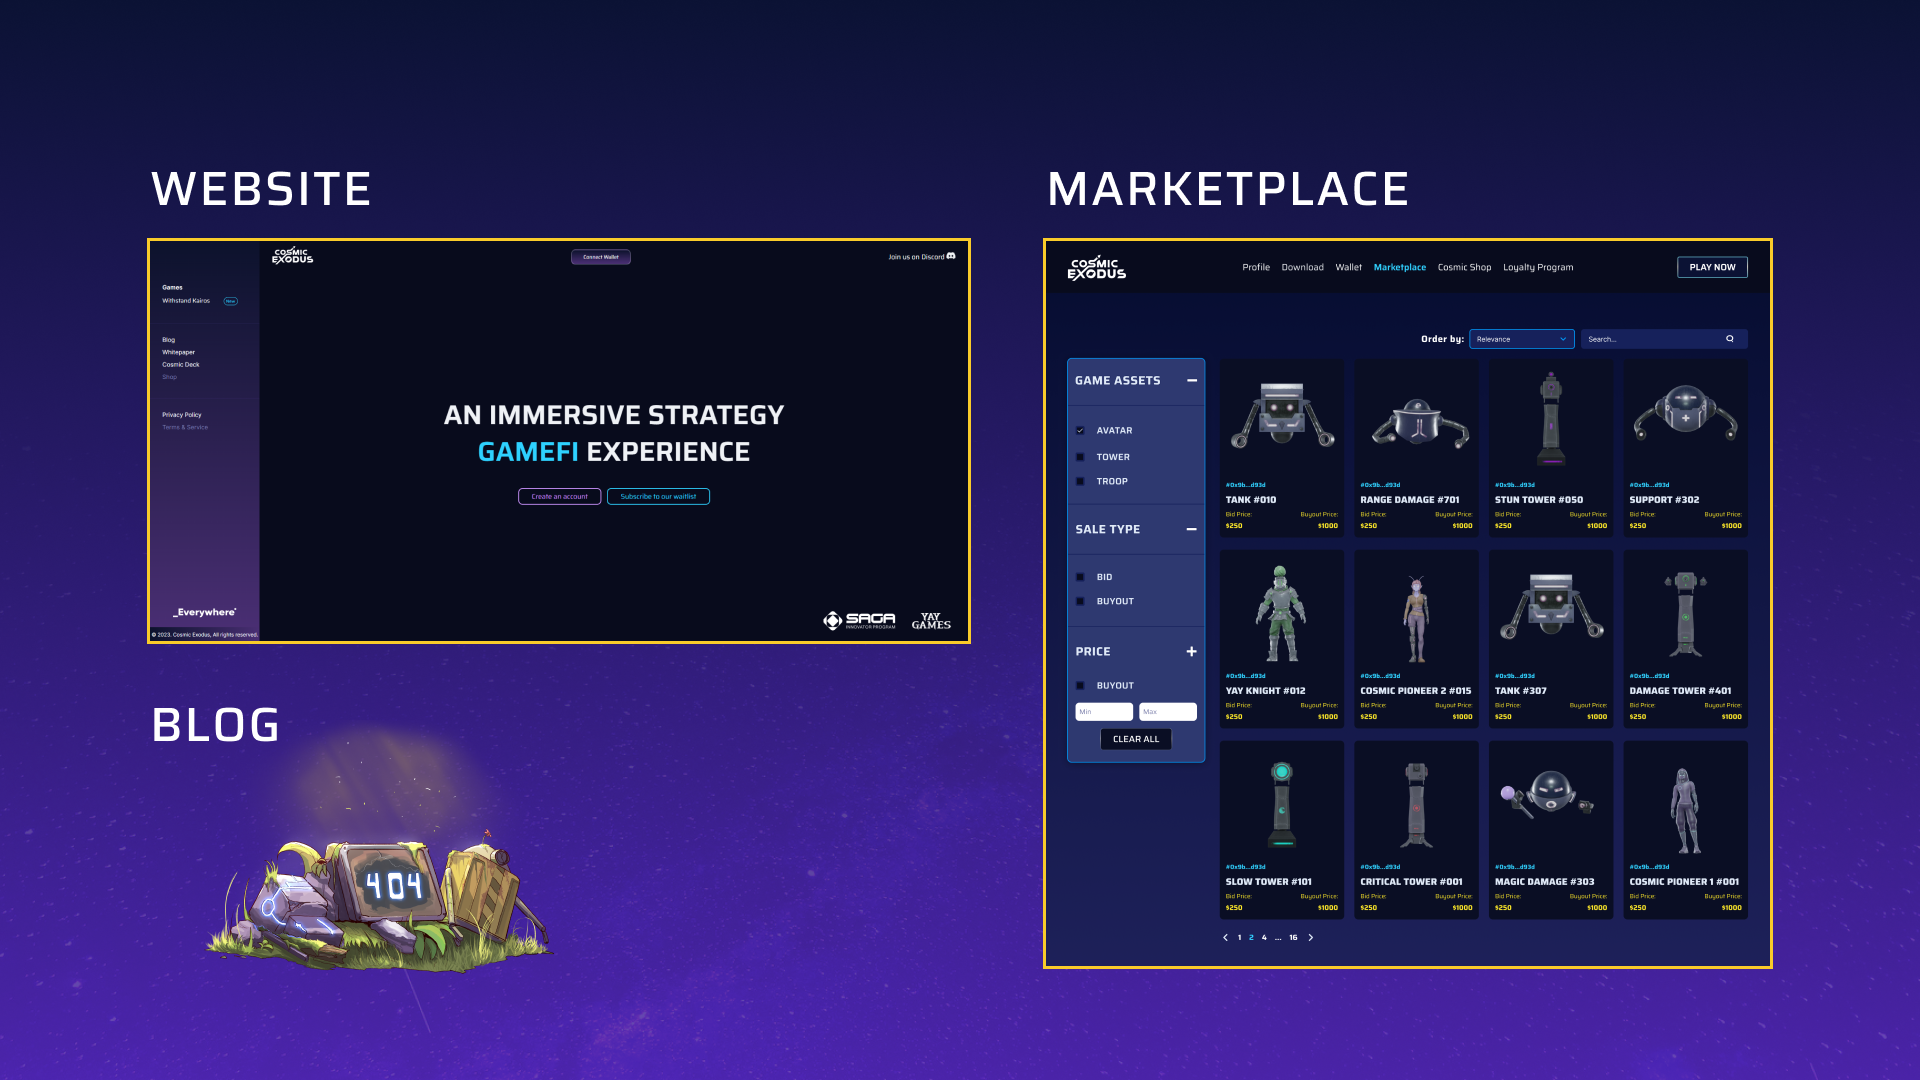 WEBSITE
COSMIC
EXODUS
Connect Wallet
Join us on Discord
Games
Withstand Kairos
New
Blog
Whitepaper
Cosmic Deck
Shop
Privacy Policy
Terms & Service
AN IMMERSIVE STRATEGY
GAMEFI EXPERIENCE
Create an account
Subscribe to our waitlist
_Everywhere
© 2023. Cosmic Exodus, All rights reserved.
SAGA
INNOVATOR PROGRAM
YAY
GAMES
BLOG
404
MARKETPLACE
COSMIC
EXODUS
Profile Download Wallet Marketplace Cosmic Shop Loyalty Program
PLAY NOW
Order by: Relevance
Search...
GAME ASSETS
AVATAR
TOWER
TROOP
SALE TYPE
BID
BUYOUT
PRICE
BUYOUT
Min Max
CLEAR ALL
#0x9b...d93d #0x9b...d93d #0x9b...d93d #0x9b...d93d
TANK #010 RANGE DAMAGE #701 STUN TOWER #050 SUPPORT #302
Bid Price: Buyout Price: Bid Price: Buyout Price: Bid Price: Buyout Price: Bid Price: Buyout Price:
$250 $1000 $250 $1000 $250 $1000 $250 $1000
#0x9b...d93d #0x9b...d93d #0x9b...d93d #0x9b...d93d
YAY KNIGHT #012 COSMIC PIONEER 2 #015 TANK #307 DAMAGE TOWER #401
Bid Price: Buyout Price: Bid Price: Buyout Price: Bid Price: Buyout Price: Bid Price: Buyout Price:
$250 $1000 $250 $1000 $250 $1000 $250 $1000
#0x9b...d93d #0x9b...d93d #0x9b...d93d #0x9b...d93d
SLOW TOWER #101 CRITICAL TOWER #001 MAGIC DAMAGE #303 COSMIC PIONEER 1 #001
Bid Price: Buyout Price: Bid Price: Buyout Price: Bid Price: Buyout Price: Bid Price: Buyout Price:
$250 $1000 $250 $1000 $250 $1000 $250 $1000
1 2 4 ... 16